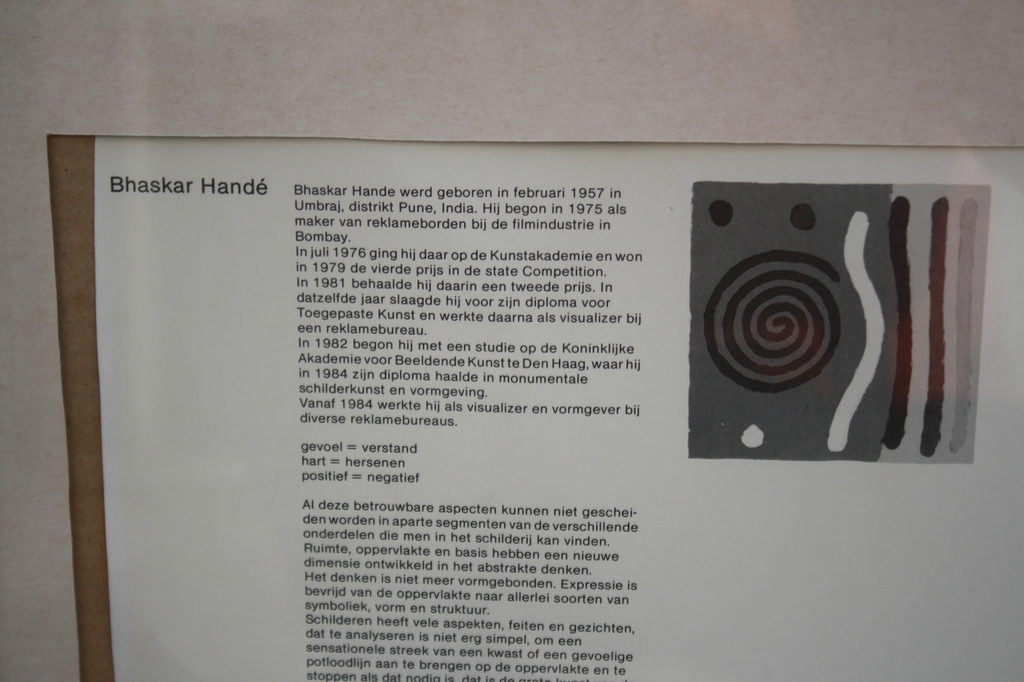 Bhaskar Handé
Bhaskar Hande werd geboren in februari 1957 in
Umbraj, distrikt Pune, India. Hij begon in 1975 als
maker van reklameborden bij de filmindustrie in
Bombay.
In juli 1976 ging hij daar op de Kunstakademie en won
in 1979 de vierde prijs in de state Competition.
In 1981 behaalde hij daarin een tweede prijs. In
datzelfde jaar slaagde hij voor zijn diploma voor
Toegepaste Kunst en werkte daarna als visualizer bij
een reklamebureau.
In 1982 begon hij met een studie op de Koninklijke
Akademie voor Beeldende Kunst te Den Haag, waar hij
in 1984 zijn diploma haalde in monumentale
schilderkunst en vormgeving.
Vanaf 1984 werkte hij als visualizer en vormgever bij
diverse reklamebureaus.
gevoel = verstand
hart = hersenen
positief = negatief
Al deze betrouwbare aspecten kunnen niet geschei-
den worden in aparte segmenten van de verschillende
onderdelen die men in het schilderij kan vinden.
Ruimte, oppervlakte en basis hebben een nieuwe
dimensie ontwikkeld in het abstrakte denken.
Het denken is niet meer vormgebonden. Expressie is
bevrijd van de oppervlakte naar allerlei soorten van
symboliek, vorm en struktuur.
Schilderen heeft vele aspekten, feiten en gezichten,
dat te analyseren is niet erg simpel, om een
sensationele streek van een kwast of een gevoelige
potloodlijn aan te brengen op de oppervlakte en te
stoppen als dat nodig is, dat is de grote kunst